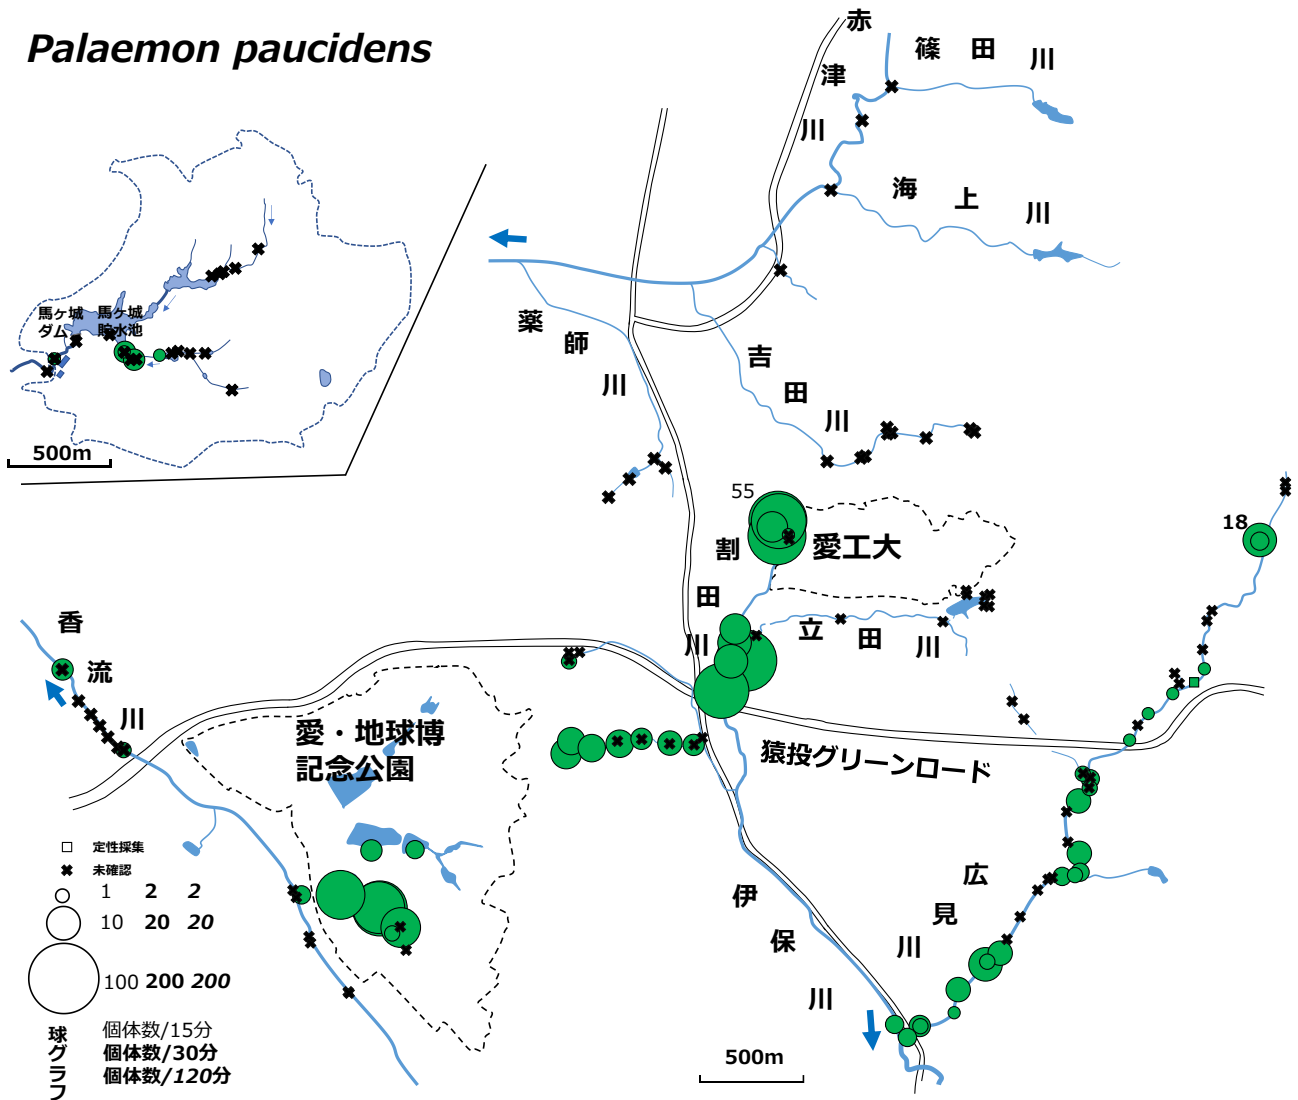 Palaemon paucidens
赤津川
篠田川
海上川
馬ヶ城
ダム
馬ヶ城
貯水池
500m
薬師川
吉田川
55
割田川
愛工大
18
立田川
香流川
愛・地球博
記念公園
猿投グリーンロード
広見川
伊保川
定性採集
未確認
1 2 2
10 20 20
100 200 200
球グラフ
個体数/15分
個体数/30分
個体数/120分
500m